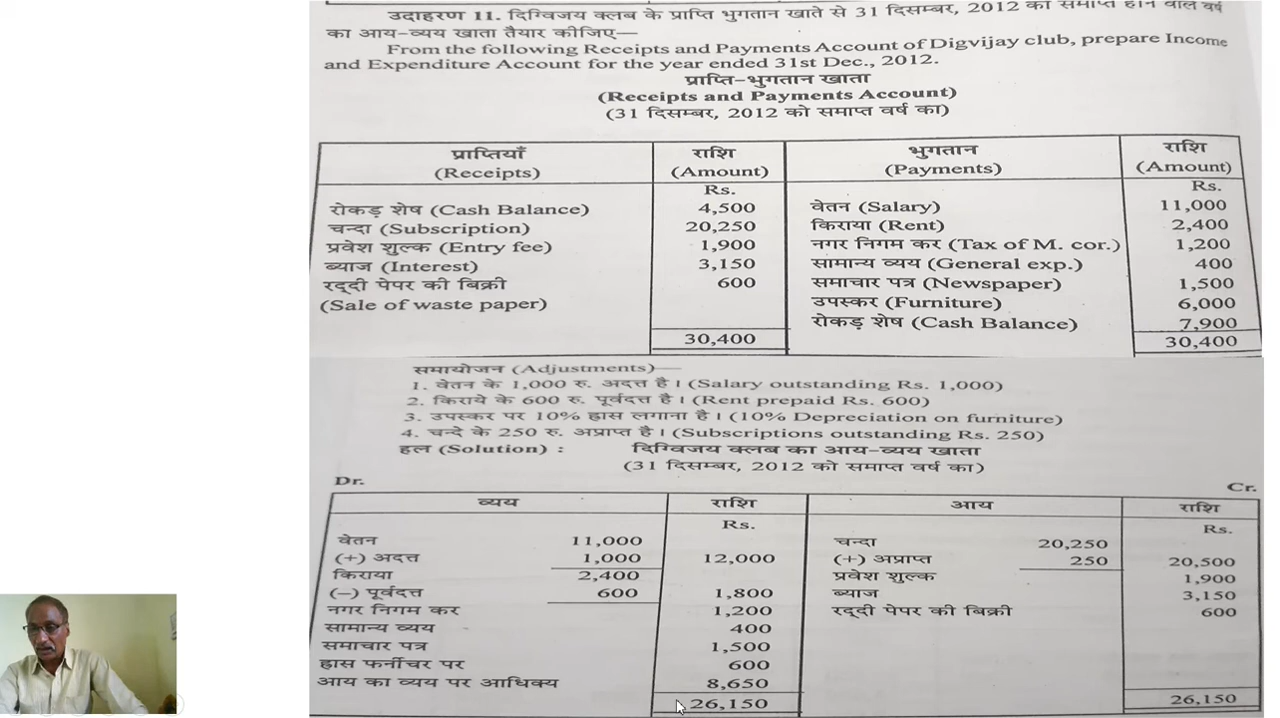 उदाहरण 11. दिग्विजय क्लब के प्राप्ति भुगतान खाते से 31 दिसम्बर, 2012 को समाप्त होने वाले वर्ष
का आय-व्यय खाता तैयार कीजिए—
From the following Receipts and Payments Account of Digvijay club, prepare Income
and Expenditure Account for the year ended 31st Dec., 2012.
प्राप्ति-भुगतान खाता
(Receipts and Payments Account)
(31 दिसम्बर, 2012 को समाप्त वर्ष का)
प्राप्तियाँ राशि भुगतान राशि
(Receipts) (Amount) (Payments) (Amount)
Rs. Rs.
रोकड़ शेष (Cash Balance) 4,500 वेतन (Salary) 11,000
चन्दा (Subscription) 20,250 किराया (Rent) 2,400
प्रवेश शुल्क (Entry fee) 1,900 नगर निगम कर (Tax of M. cor.) 1,200
ब्याज (Interest) 3,150 सामान्य व्यय (General exp.) 400
रद्दी पेपर की बिक्री 600 समाचार पत्र (Newspaper) 1,500
(Sale of waste paper) उपस्कर (Furniture) 6,000
रोकड़ शेष (Cash Balance) 7,900
30,400 30,400
समायोजन (Adjustments)—
1. वेतन के 1,000 रु. अदत्त है। (Salary outstanding Rs. 1,000)
2. किराये के 600 रु. पूर्वदत्त है। (Rent prepaid Rs. 600)
3. उपस्कर पर 10% ह्रास लगाना है। (10% Depreciation on furniture)
4. चन्दे के 250 रु. अप्राप्त है। (Subscriptions outstanding Rs. 250)
हल (Solution) : दिग्विजय क्लब का आय-व्यय खाता
(31 दिसम्बर, 2012 को समाप्त वर्ष का)
Dr. Cr.
व्यय राशि आय राशि
Rs. Rs.
वेतन 11,000 चन्दा 20,250
(+) अदत्त 1,000 12,000 (+) अप्राप्त 250 20,500
किराया 2,400 प्रवेश शुल्क 1,900
(–) पूर्वदत्त 600 1,800 ब्याज 3,150
नगर निगम कर 1,200 रद्दी पेपर की बिक्री 600
सामान्य व्यय 400
समाचार पत्र 1,500
ह्रास फर्नीचर पर 600
आय का व्यय पर आधिक्य 8,650
26,150 26,150